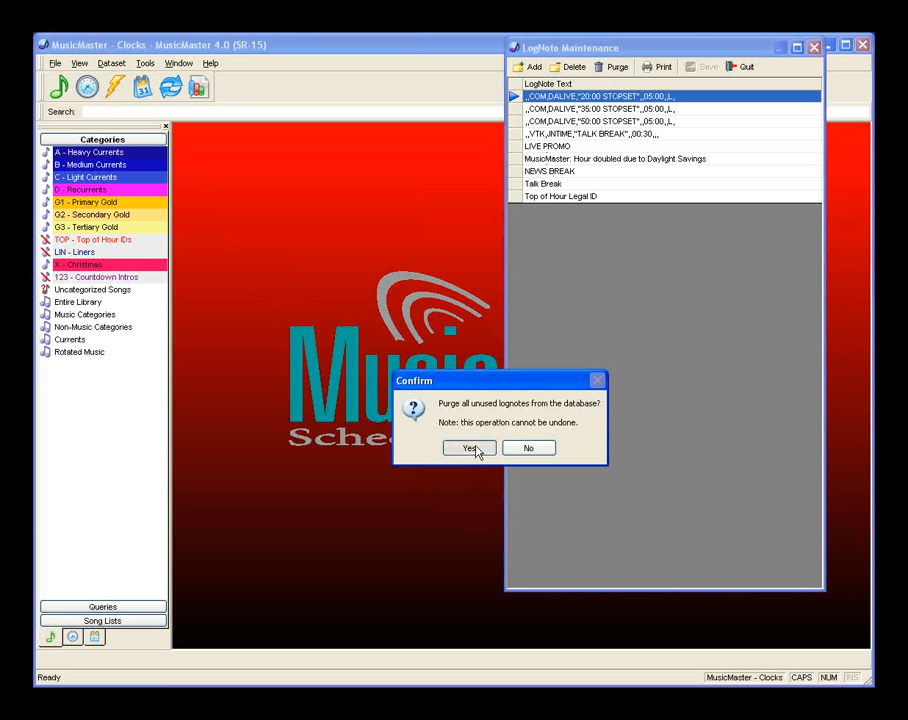 MusicMaster - Clocks - MusicMaster 4.0 (SR-15)
File View Dataset Tools Window Help
Search:
Categories
A - Heavy Currents
B - Medium Currents
C - Light Currents
D - Recurrents
G1 - Primary Gold
G2 - Secondary Gold
G3 - Tertiary Gold
TOP - Top of Hour IDs
LIN - Liners
X - Christmas
123 - Countdown Intros
Uncategorized Songs
Entire Library
Music Categories
Non-Music Categories
Currents
Rotated Music
Queries
Song Lists
Ready
LogNote Maintenance
Add Delete Purge Print Save Quit
LogNote Text
,,COM,DALIVE,"20:00 STOPSET",,05:00,,L,
,,COM,DALIVE,"35:00 STOPSET",,05:00,,L,
,,COM,DALIVE,"50:00 STOPSET",,05:00,,L,
,,VTK,JNTIME,"TALK BREAK",,00:30,,,
LIVE PROMO
MusicMaster: Hour doubled due to Daylight Savings
NEWS BREAK
Talk Break
Top of Hour Legal ID
Music
Sche
Confirm
Purge all unused lognotes from the database?
Note: this operation cannot be undone.
Yes No
MusicMaster - Clocks CAPS NUM INS